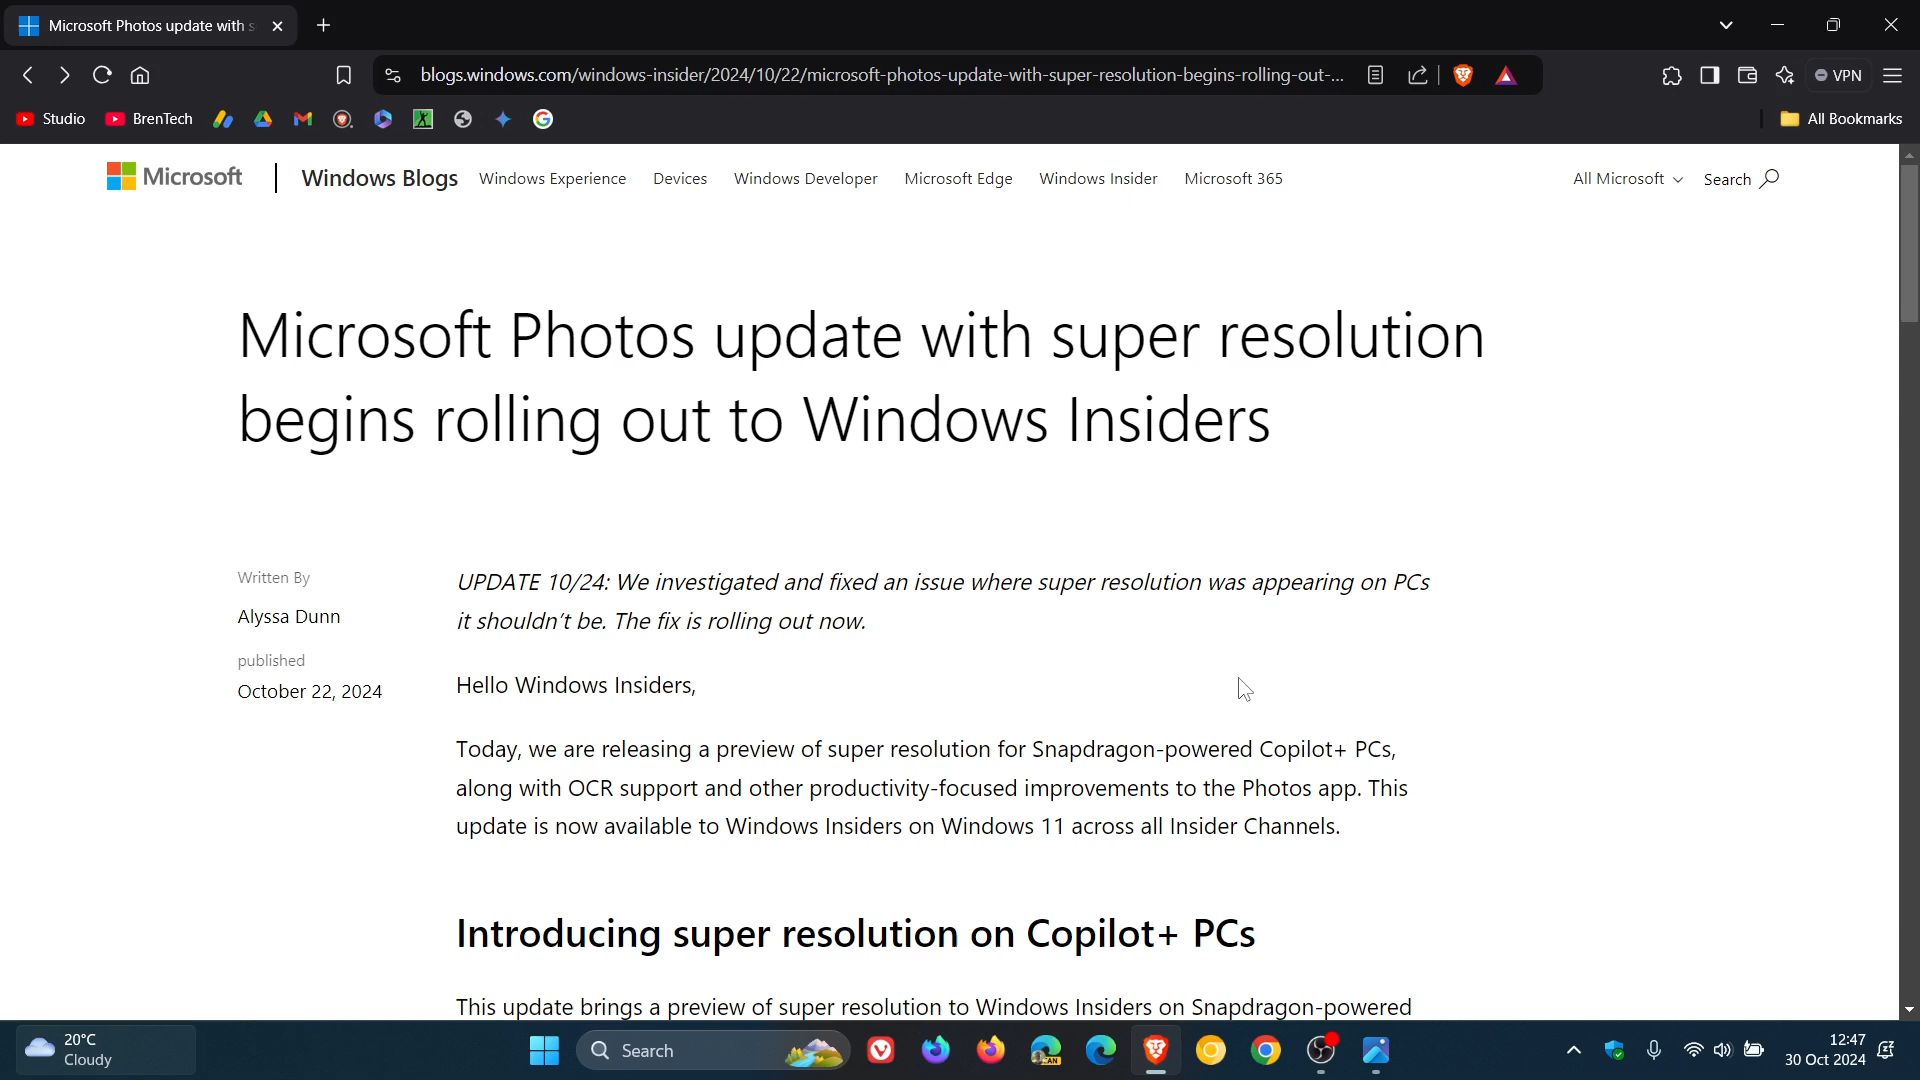 Microsoft Photos update with s
blogs.windows.com/windows-insider/2024/10/22/microsoft-photos-update-with-super-resolution-begins-rolling-out-...
VPN
Studio
BrenTech
All Bookmarks
Microsoft
Windows Blogs
Windows Experience
Devices
Windows Developer
Microsoft Edge
Windows Insider
Microsoft 365
All Microsoft
Search
Microsoft Photos update with super resolution
begins rolling out to Windows Insiders
Written By
Alyssa Dunn
published
October 22, 2024
UPDATE 10/24: We investigated and fixed an issue where super resolution was appearing on PCs
it shouldn't be. The fix is rolling out now.
Hello Windows Insiders,
Today, we are releasing a preview of super resolution for Snapdragon-powered Copilot+ PCs,
along with OCR support and other productivity-focused improvements to the Photos app. This
update is now available to Windows Insiders on Windows 11 across all Insider Channels.
Introducing super resolution on Copilot+ PCs
This update brings a preview of super resolution to Windows Insiders on Snapdragon-powered
20°C
Cloudy
Search
CAN
12:47
30 Oct 2024